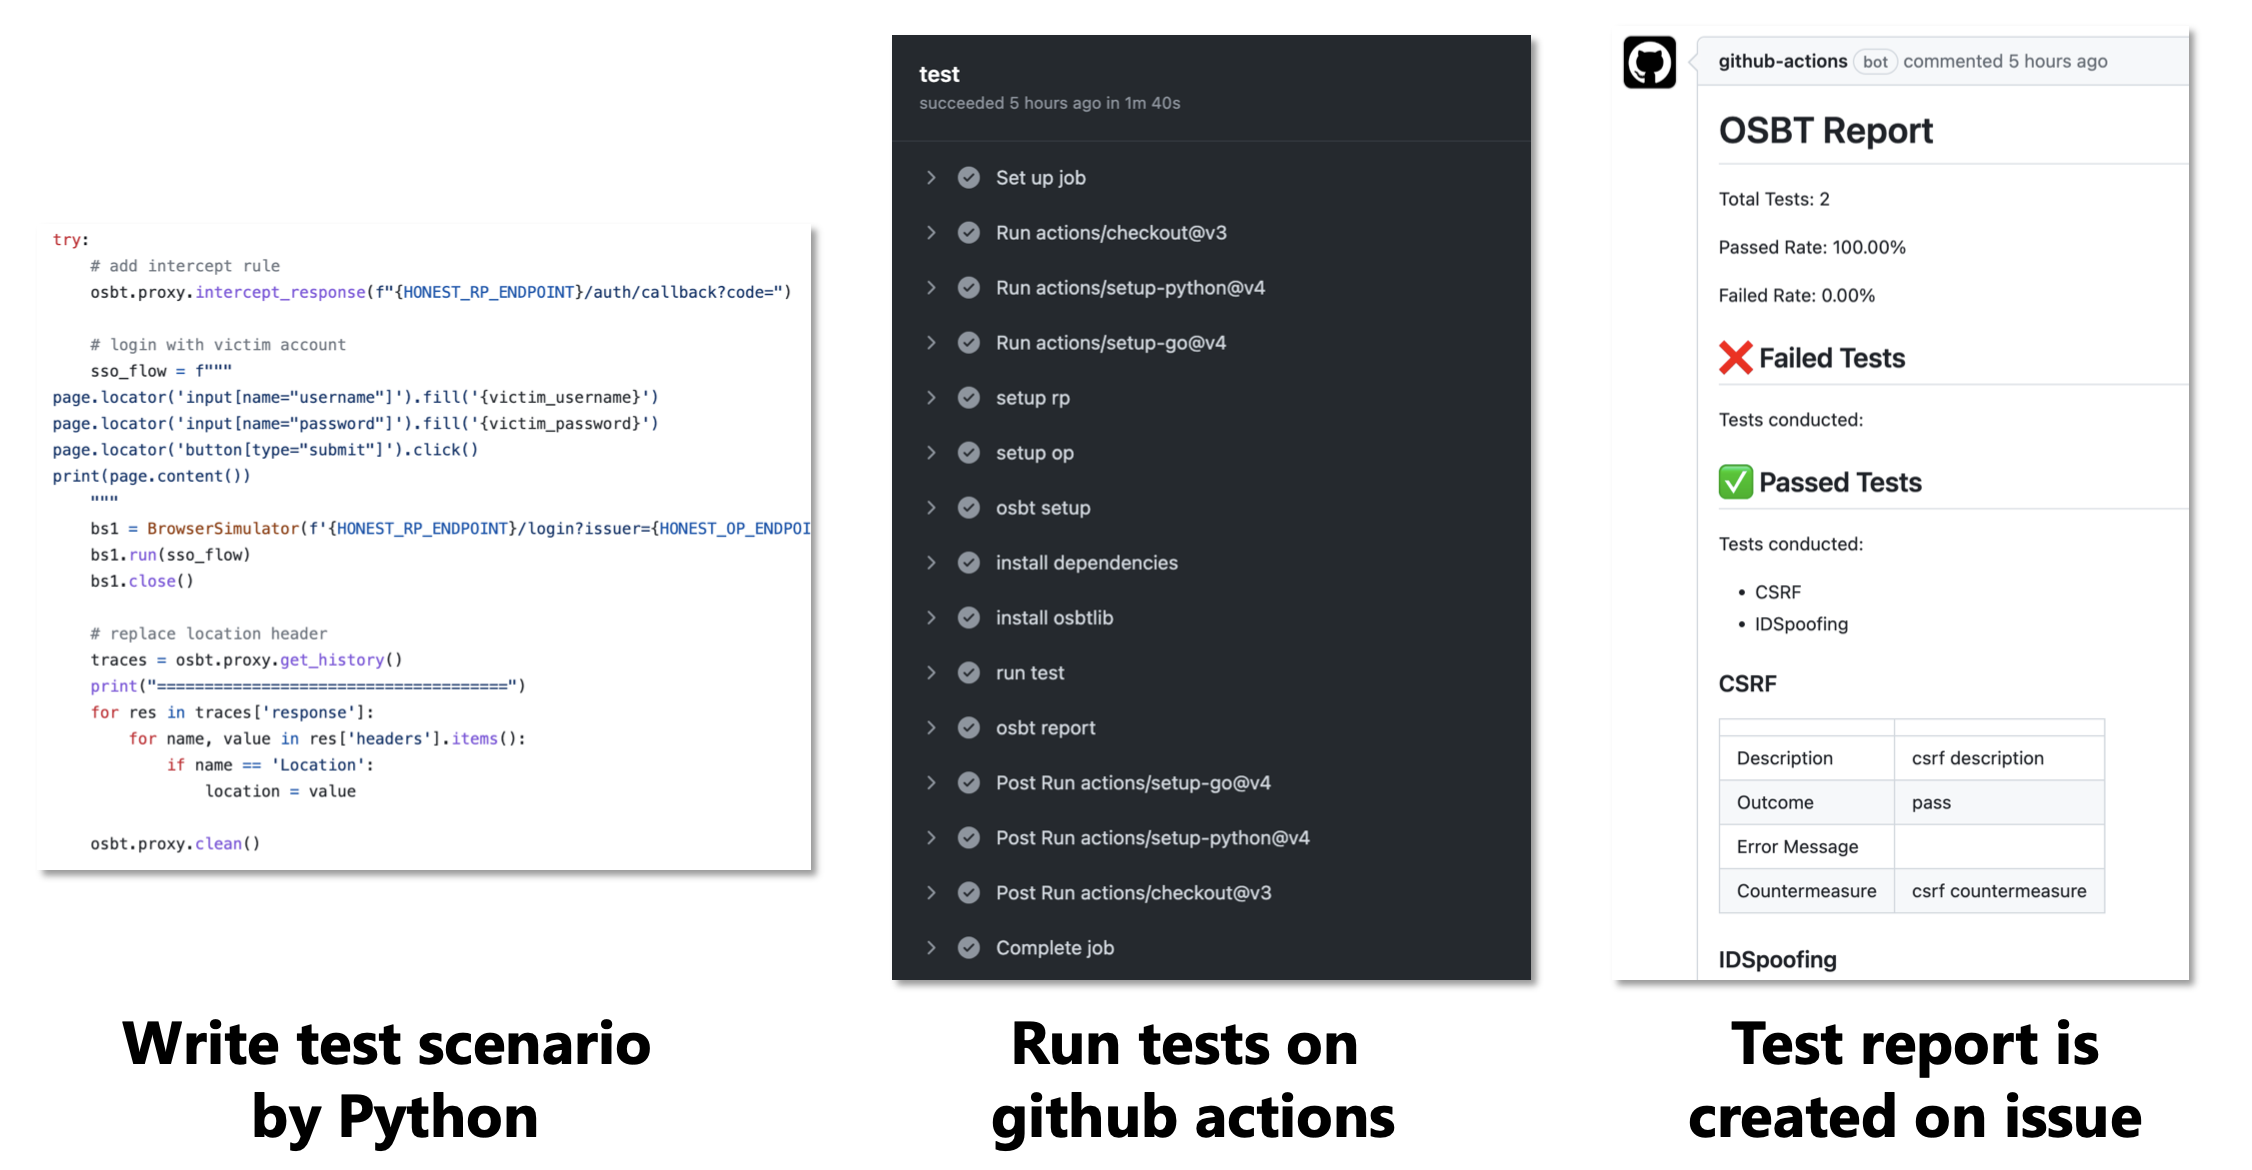 try:
    # add intercept rule
    osbt.proxy.intercept_response(f"{HONEST_RP_ENDPOINT}/auth/callback?code=")
    # login with victim account
    sso_flow = f"""
page.locator('input[name="username"]').fill('{victim_username}')
page.locator('input[name="password"]').fill('{victim_password}')
page.locator('button[type="submit"]').click()
print(page.content())
    """
    bs1 = BrowserSimulator(f'{HONEST_RP_ENDPOINT}/login?issuer={HONEST_OP_ENDPOI
    bs1.run(sso_flow)
    bs1.close()
    # replace location header
    traces = osbt.proxy.get_history()
    print("===================================")
    for res in traces['response']:
        for name, value in res['headers'].items():
            if name == 'Location':
                location = value
    osbt.proxy.clean()
Write test scenario
by Python
test
succeeded 5 hours ago in 1m 40s
Set up job
Run actions/checkout@v3
Run actions/setup-python@v4
Run actions/setup-go@v4
setup rp
setup op
osbt setup
install dependencies
install osbtlib
run test
osbt report
Post Run actions/setup-go@v4
Post Run actions/setup-python@v4
Post Run actions/checkout@v3
Complete job
Run tests on
github actions
github-actions bot commented 5 hours ago
OSBT Report
Total Tests: 2
Passed Rate: 100.00%
Failed Rate: 0.00%
❌ Failed Tests
Tests conducted:
✅ Passed Tests
Tests conducted:
• CSRF
• IDSpoofing
CSRF
Description csrf description
Outcome pass
Error Message
Countermeasure csrf countermeasure
IDSpoofing
Test report is
created on issue